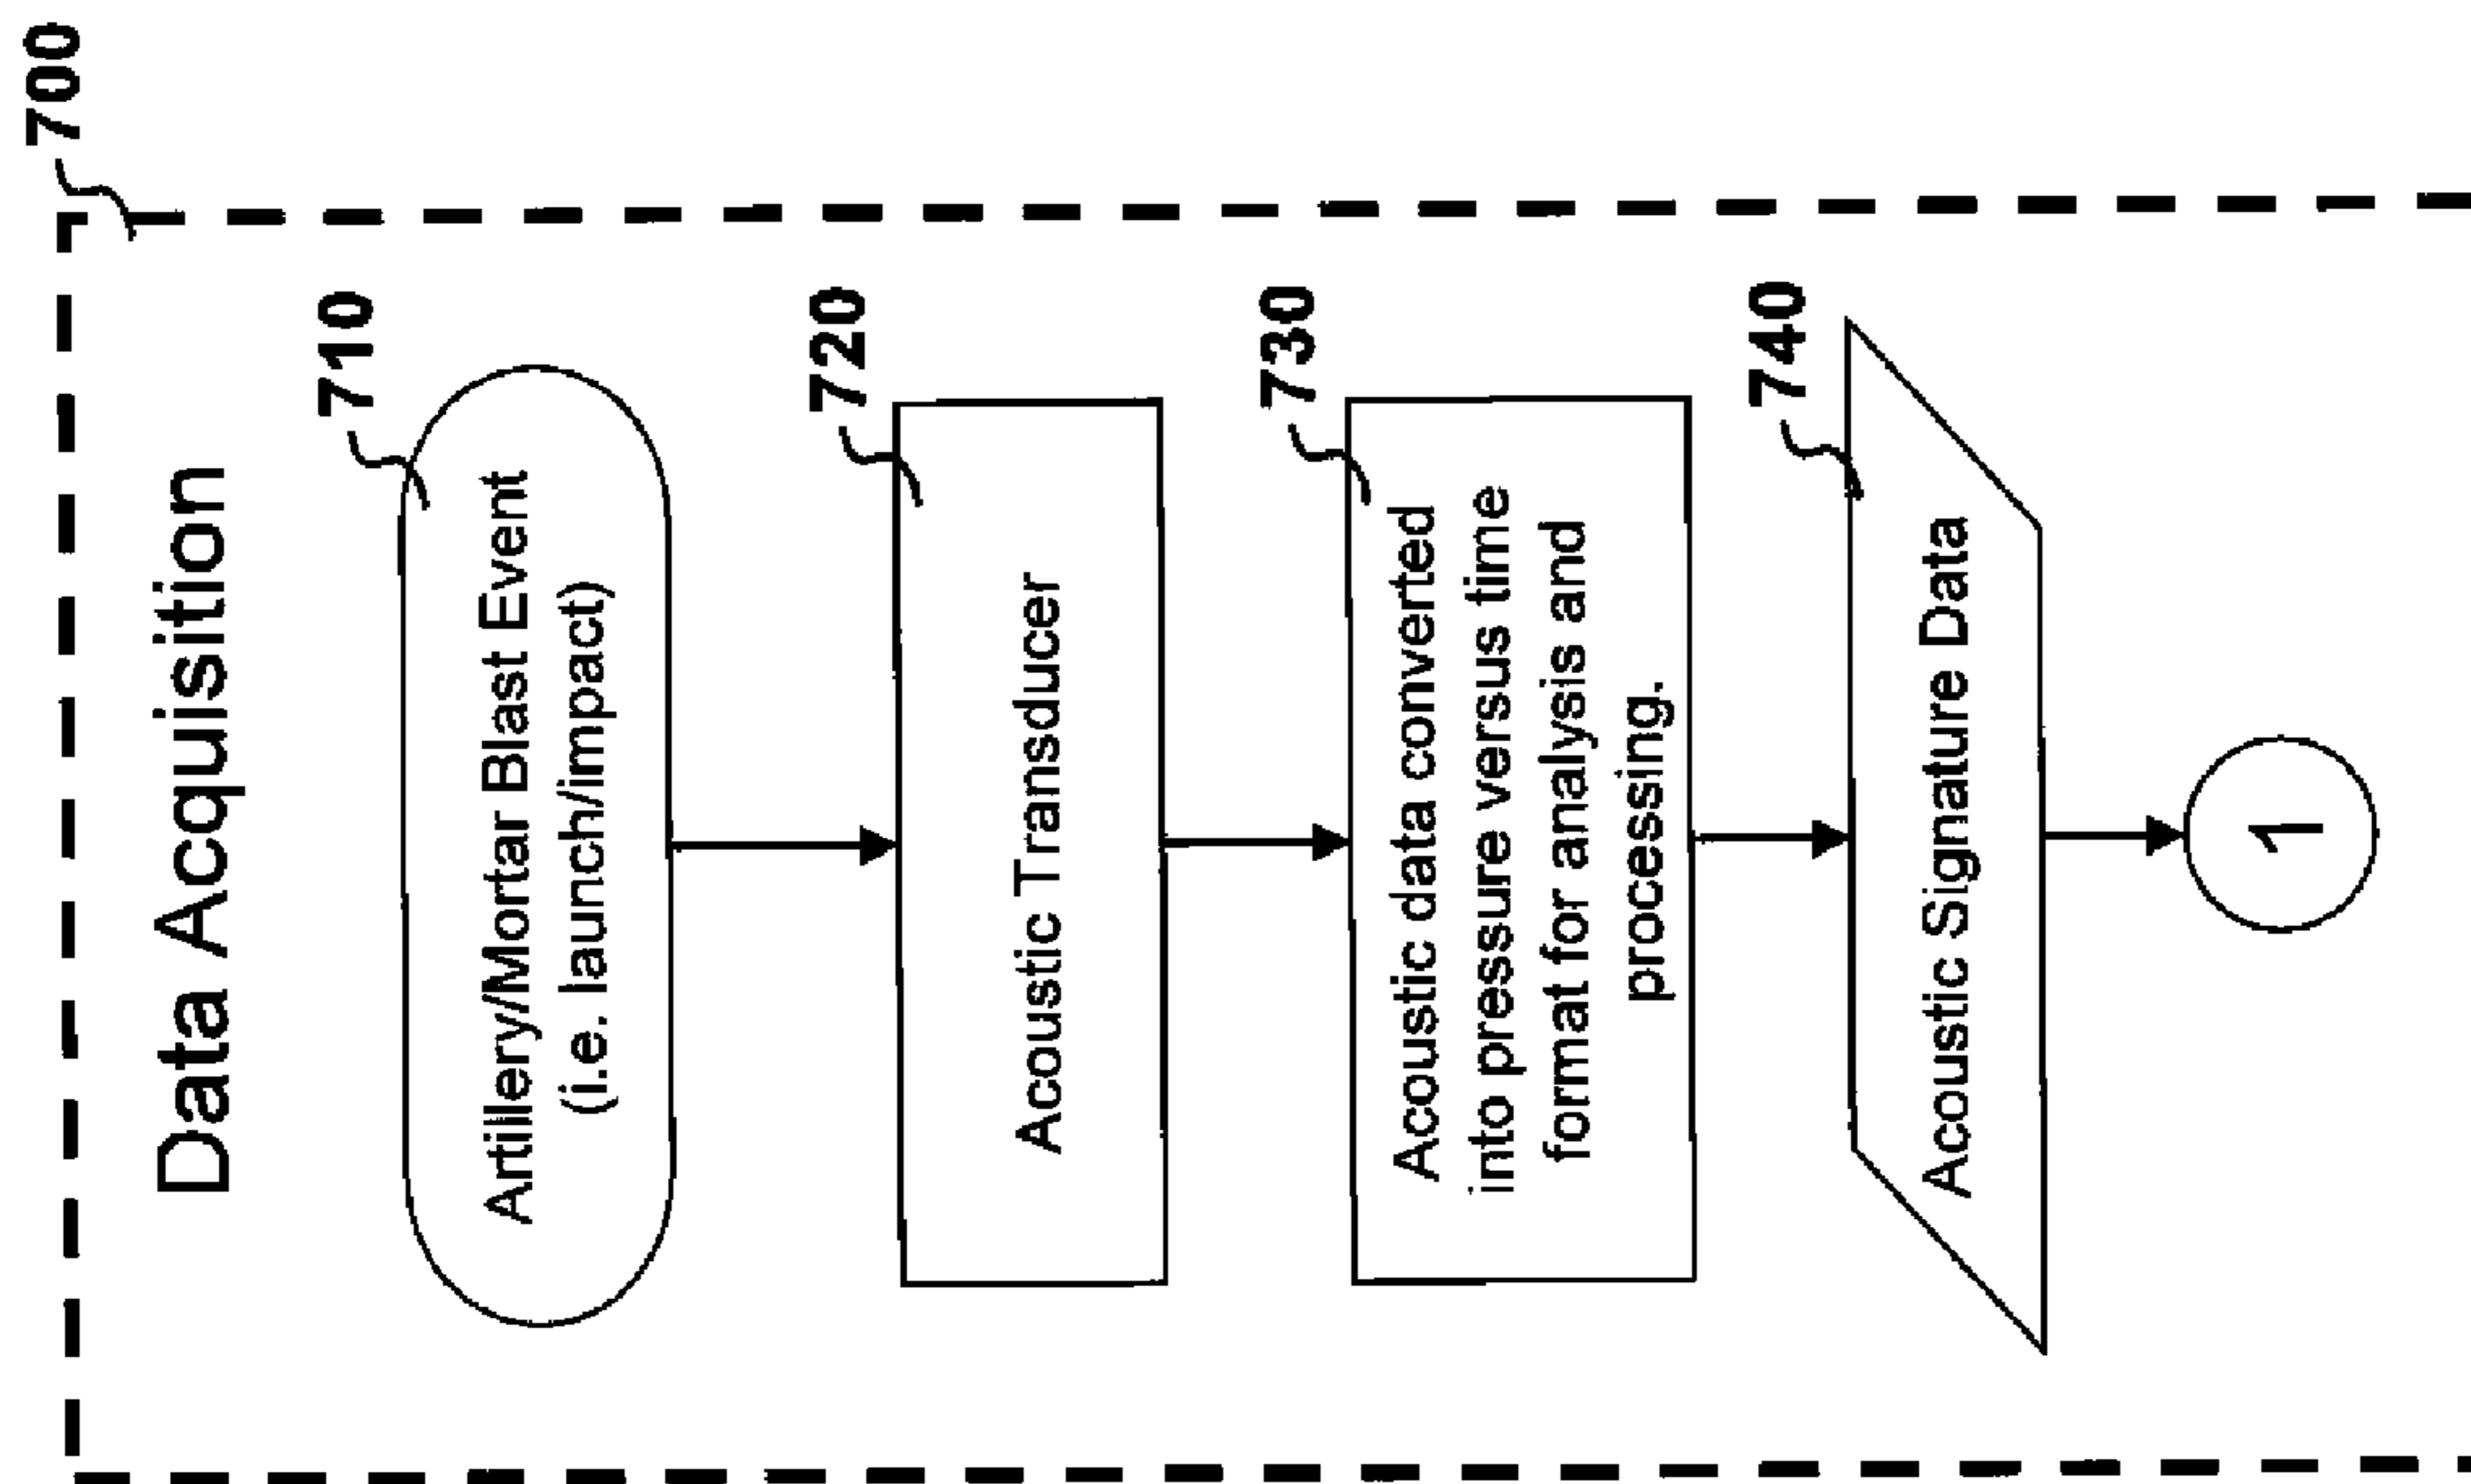 700
Data Acquisition
710
Artillery/Mortar Blast Event
(i.e. launch/impact)
720
Acoustic Transducer
730
Acoustic data converted
into pressure versus time
format for analysis and
processing.
740
Acoustic Signature Data
1